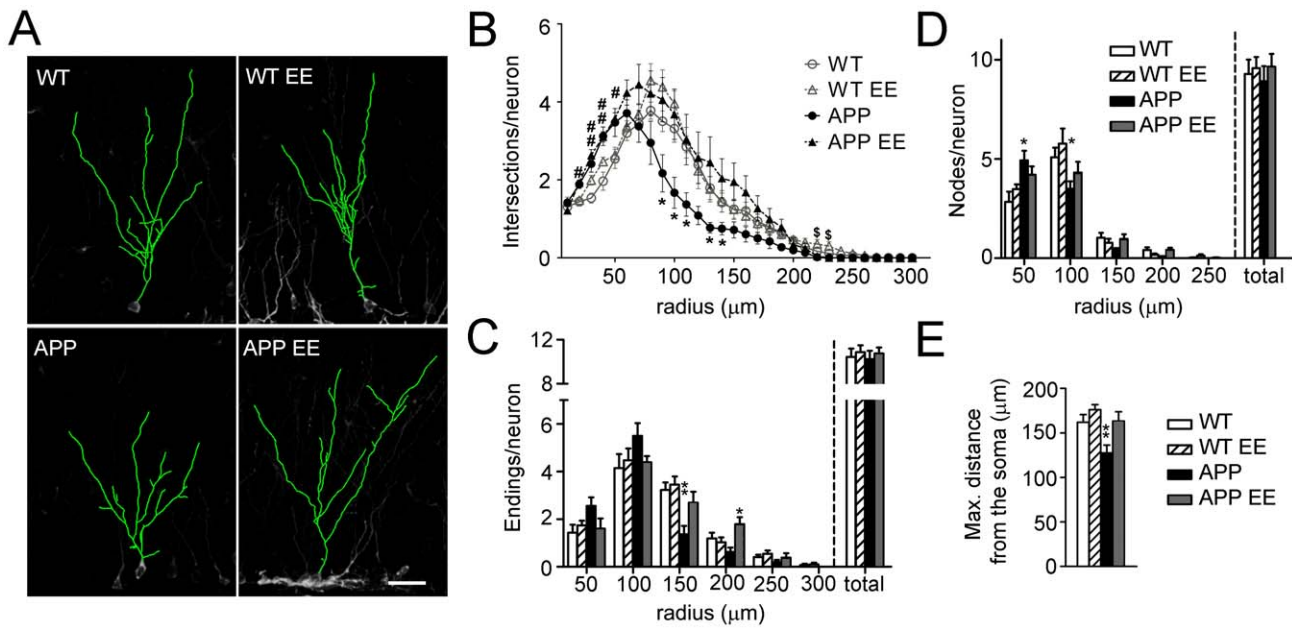 A
WT
WT EE
APP
APP EE
B
Intersections/neuron
6
4
2
0
# # # # # #
* * * * *
$ $
WT
WT EE
APP
APP EE
50 100 150 200 250 300
radius (μm)
C
Endings/neuron
12
8
6
4
2
0
**
*
50 100 150 200 250 300 total
radius (μm)
D
Nodes/neuron
10
5
0
*
*
WT
WT EE
APP
APP EE
50 100 150 200 250 total
radius (μm)
E
Max. distance
from the soma (μm)
200
150
100
50
0
**
WT
WT EE
APP
APP EE